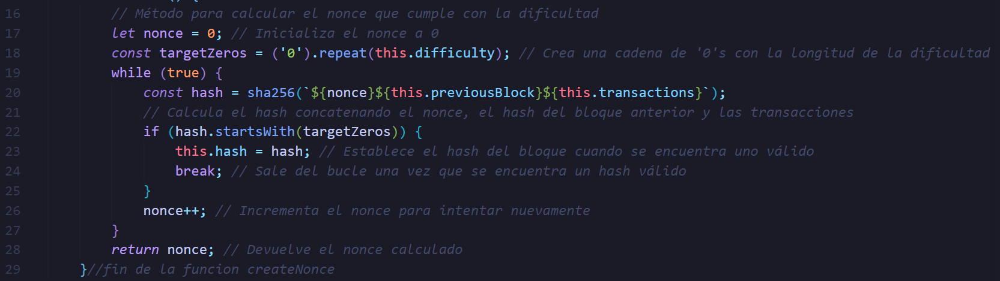 16 // Método para calcular el nonce que cumple con la dificultad
17 let nonce = 0; // Inicializa el nonce a 0
18 const targetZeros = ('0').repeat(this.difficulty); // Crea una cadena de '0's con la longitud de la dificultad
19 while (true) {
20 const hash = sha256(`${nonce}${this.previousBlock}${this.transactions}`);
21 // Calcula el hash concatenando el nonce, el hash del bloque anterior y las transacciones
22 if (hash.startsWith(targetZeros)) {
23 this.hash = hash; // Establece el hash del bloque cuando se encuentra uno válido
24 break; // Sale del bucle una vez que se encuentra un hash válido
25 }
26 nonce++; // Incrementa el nonce para intentar nuevamente
27 }
28 return nonce; // Devuelve el nonce calculado
29 }//fin de la funcion createNonce